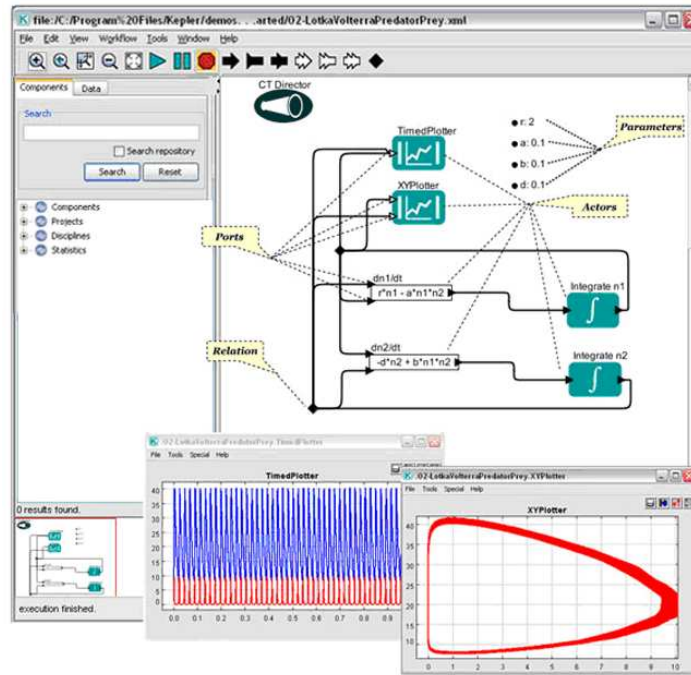 file:/C:/Program%20Files/Kepler/demos. . .arted/02-LotkaVolterraPredatorPrey.xml
File Edit View Workflow Tools Window Help
Components Data
Search
Search repository
Search Reset
Components
Projects
Disciplines
Statistics
0 results found.
execution finished.
CT Director
TimedPlotter
XYPlotter
r: 2
a: 0.1
b: 0.1
d: 0.1
Parameters
Actors
Ports
Relation
dn1/dt
r*n1 - a*n1*n2
Integrate n1
∫
dn2/dt
-d*n2 + b*n1*n2
Integrate n2
∫
.02-LotkaVolterraPredatorPrey.TimedPlotter
File Tools Special Help
TimedPlotter
40
35
30
25
20
15
10
5
0
0.0 0.1 0.2 0.3 0.4 0.5 0.6 0.7 0.8 0.9
.02-LotkaVolterraPredatorPrey.XYPlotter
File Tools Special Help
XYPlotter
40
35
30
25
20
15
10
0 1 2 3 4 5 6 7 8 9 10